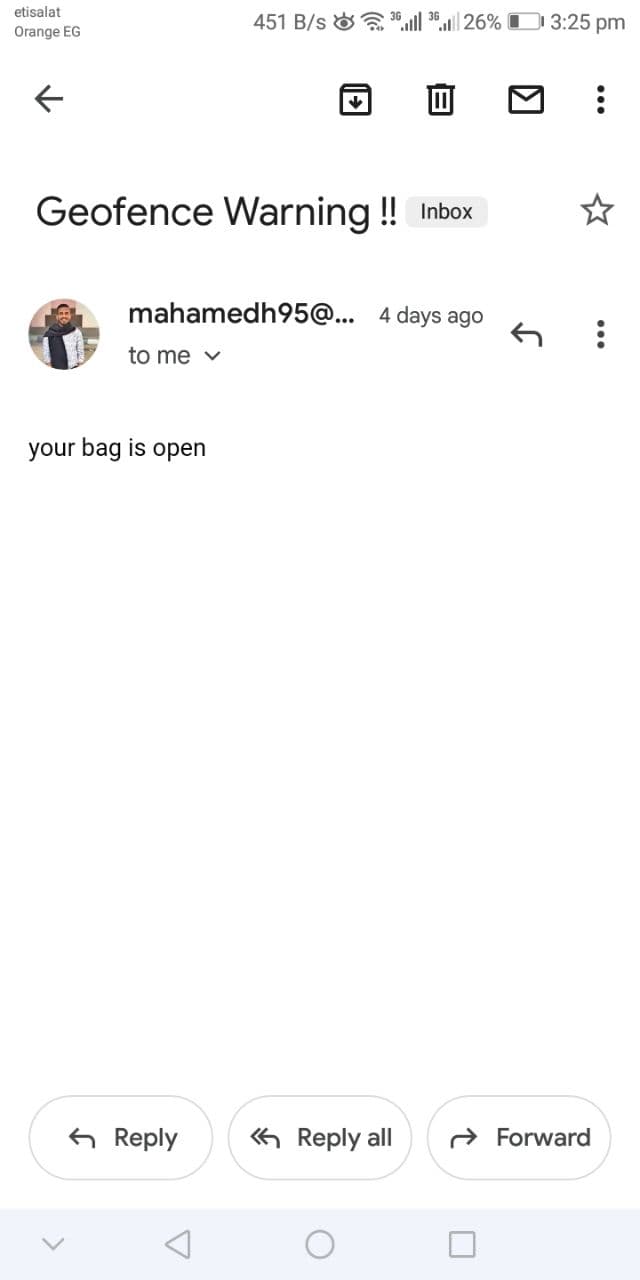 etisalat
Orange EG
451 B/s 3G 3G 26% 3:25 pm
Geofence Warning !! Inbox
mahamedh95@... 4 days ago
to me
your bag is open
Reply Reply all Forward